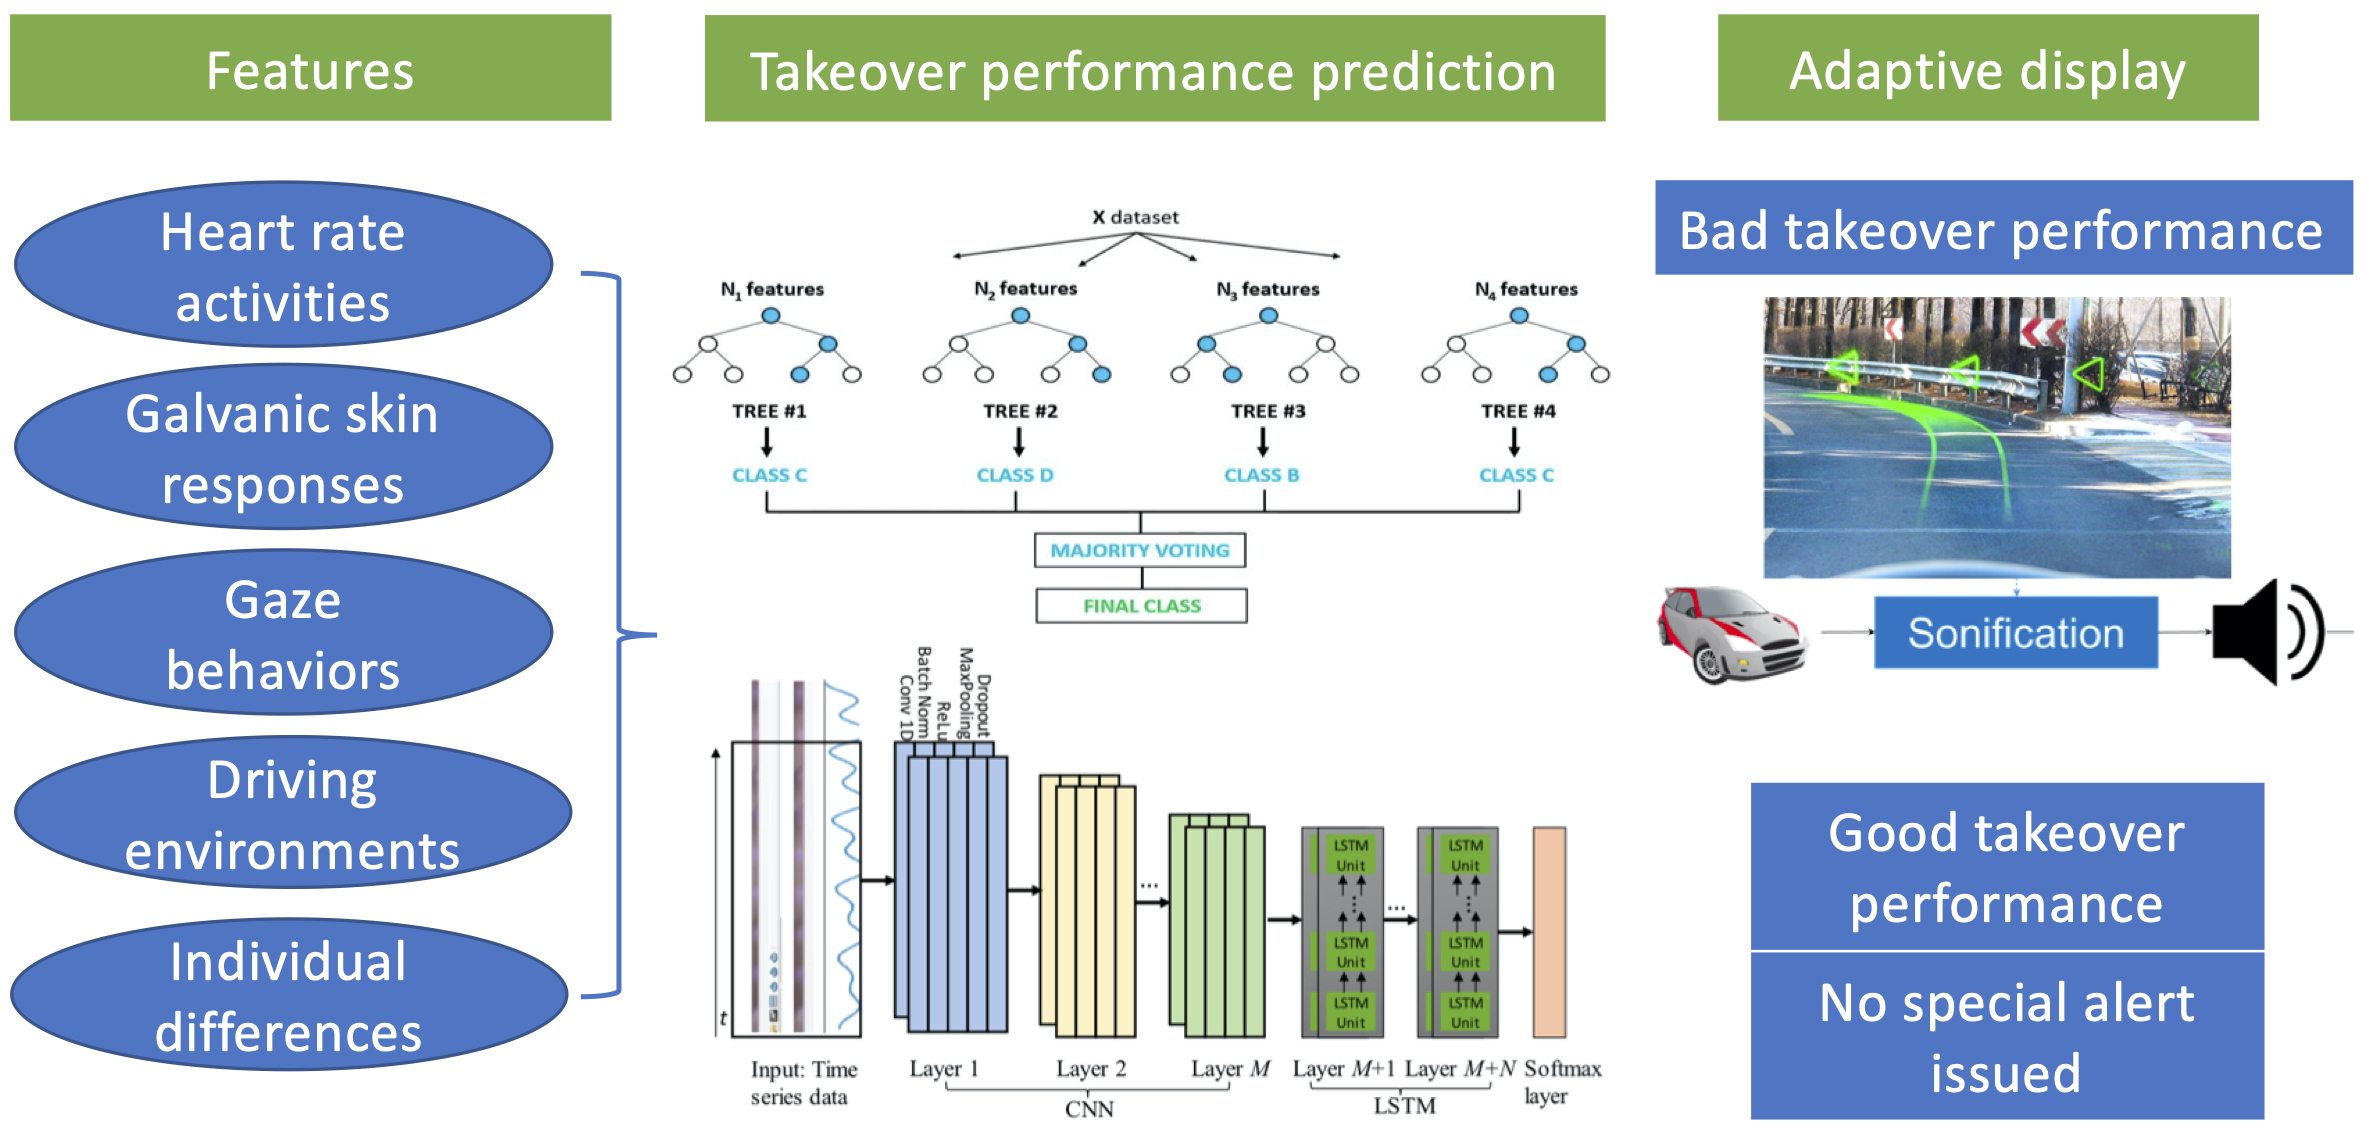 Features
Heart rate
activities
Galvanic skin
responses
Gaze
behaviors
Driving
environments
Individual
differences
Takeover performance prediction
X dataset
N1 features
N2 features
N3 features
N4 features
TREE #1
TREE #2
TREE #3
TREE #4
CLASS C
CLASS D
CLASS B
CLASS C
MAJORITY VOTING
FINAL CLASS
Conv 1D
Batch Norm
ReLu
MaxPooling
Dropout
t
...
...
LSTM
Unit
LSTM
Unit
LSTM
Unit
LSTM
Unit
LSTM
Unit
LSTM
Unit
Input: Time
series data
Layer 1
Layer 2
Layer M
Layer M+1
Layer M+N
Softmax
layer
CNN
LSTM
Adaptive display
Bad takeover performance
Sonification
Good takeover
performance
No special alert
issued